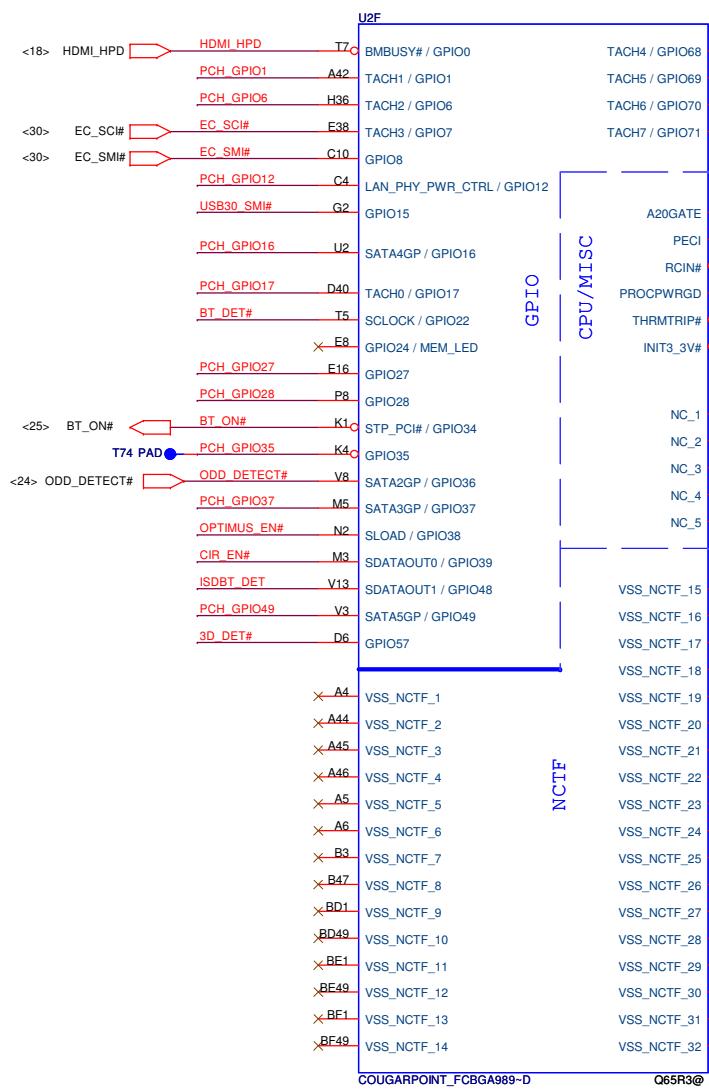 U2F
<18> HDMI_HPD HDMI_HPD T7 BMBUSY# / GPIO0 TACH4 / GPIO68
PCH_GPIO1 A42 TACH1 / GPIO1 TACH5 / GPIO69
PCH_GPIO6 H36 TACH2 / GPIO6 TACH6 / GPIO70
<30> EC_SCI# EC_SCI# E38 TACH3 / GPIO7 TACH7 / GPIO71
<30> EC_SMI# EC_SMI# C10 GPIO8
PCH_GPIO12 C4 LAN_PHY_PWR_CTRL / GPIO12
USB30_SMI# G2 GPIO15 A20GATE
PECI
PCH_GPIO16 U2 SATA4GP / GPIO16
RCIN#
PCH_GPIO17 D40 TACH0 / GPIO17 PROCPWRGD
BT_DET# T5 SCLOCK / GPIO22 THRMTRIP#
E8 GPIO24 / MEM_LED INIT3_3V#
GPIO
CPU/MISC
PCH_GPIO27 E16 GPIO27
PCH_GPIO28 P8 GPIO28
NC_1
<25> BT_ON# BT_ON# K1 STP_PCI# / GPIO34
NC_2
T74 PAD PCH_GPIO35 K4 GPIO35
NC_3
<24> ODD_DETECT# ODD_DETECT# V8 SATA2GP / GPIO36
NC_4
PCH_GPIO37 M5 SATA3GP / GPIO37
NC_5
OPTIMUS_EN# N2 SLOAD / GPIO38
CIR_EN# M3 SDATAOUT0 / GPIO39
ISDBT_DET V13 SDATAOUT1 / GPIO48 VSS_NCTF_15
PCH_GPIO49 V3 SATA5GP / GPIO49 VSS_NCTF_16
3D_DET# D6 GPIO57 VSS_NCTF_17
VSS_NCTF_18
A4 VSS_NCTF_1 VSS_NCTF_19
A44 VSS_NCTF_2 VSS_NCTF_20
A45 VSS_NCTF_3 VSS_NCTF_21
A46 VSS_NCTF_4 VSS_NCTF_22
NCTF
A5 VSS_NCTF_5 VSS_NCTF_23
A6 VSS_NCTF_6 VSS_NCTF_24
B3 VSS_NCTF_7 VSS_NCTF_25
B47 VSS_NCTF_8 VSS_NCTF_26
BD1 VSS_NCTF_9 VSS_NCTF_27
BD49 VSS_NCTF_10 VSS_NCTF_28
BE1 VSS_NCTF_11 VSS_NCTF_29
BE49 VSS_NCTF_12 VSS_NCTF_30
BF1 VSS_NCTF_13 VSS_NCTF_31
BF49 VSS_NCTF_14 VSS_NCTF_32
COUGARPOINT_FCBGA989~D Q65R3@